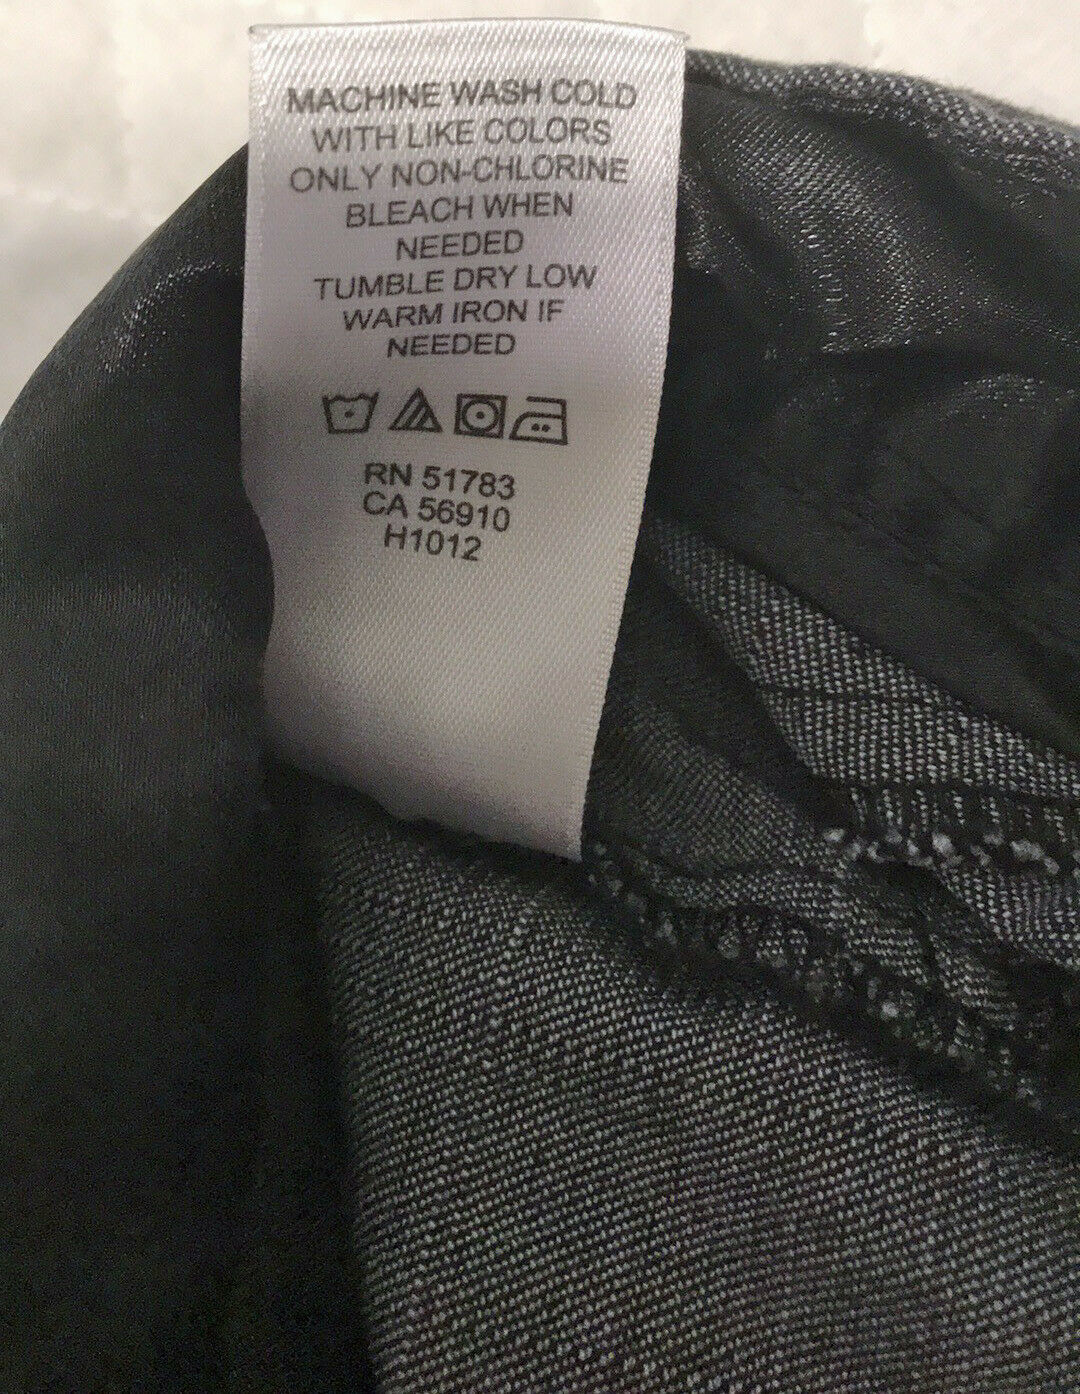 MACHINE WASH COLD
WITH LIKE COLORS
ONLY NON-CHLORINE
BLEACH WHEN
NEEDED
TUMBLE DRY LOW
WARM IRON IF
NEEDED
RN 51783
CA 56910
H1012